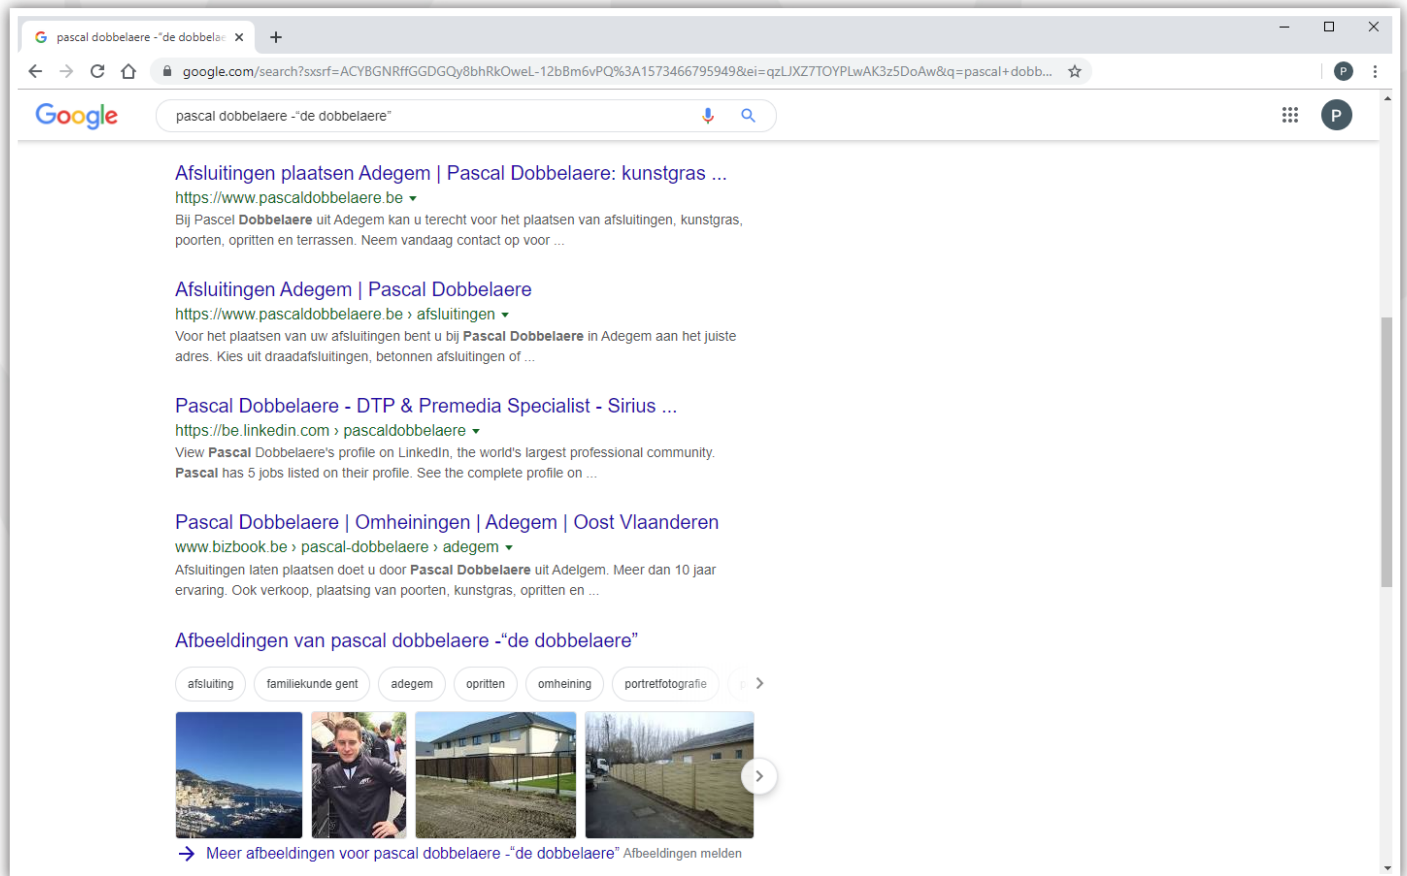 pascal dobbelaere -“de dobbelae
google.com/search?sxsrf=ACYBGNRffGGDGQy8bhRkOweL-12bBm6vPQ%3A1573466795949&ei=qzLJXZ7TOYPLwAK3z5DoAw&q=pascal+dobb...
P
Google
pascal dobbelaere -“de dobbelaere”
P
Afsluitingen plaatsen Adegem | Pascal Dobbelaere: kunstgras ...
https://www.pascaldobbelaere.be
Bij Pascel Dobbelaere uit Adegem kan u terecht voor het plaatsen van afsluitingen, kunstgras,
poorten, opritten en terrassen. Neem vandaag contact op voor ...
Afsluitingen Adegem | Pascal Dobbelaere
https://www.pascaldobbelaere.be › afsluitingen
Voor het plaatsen van uw afsluitingen bent u bij Pascal Dobbelaere in Adegem aan het juiste
adres. Kies uit draadafsluitingen, betonnen afsluitingen of ...
Pascal Dobbelaere - DTP & Premedia Specialist - Sirius ...
https://be.linkedin.com › pascaldobbelaere
View Pascal Dobbelaere's profile on LinkedIn, the world's largest professional community.
Pascal has 5 jobs listed on their profile. See the complete profile on ...
Pascal Dobbelaere | Omheiningen | Adegem | Oost Vlaanderen
www.bizbook.be › pascal-dobbelaere › adegem
Afsluitingen laten plaatsen doet u door Pascal Dobbelaere uit Adelgem. Meer dan 10 jaar
ervaring. Ook verkoop, plaatsing van poorten, kunstgras, opritten en ...
Afbeeldingen van pascal dobbelaere -“de dobbelaere”
afsluiting familiekunde gent adegem opritten omheining portretfotografie p
Meer afbeeldingen voor pascal dobbelaere -“de dobbelaere” Afbeeldingen melden